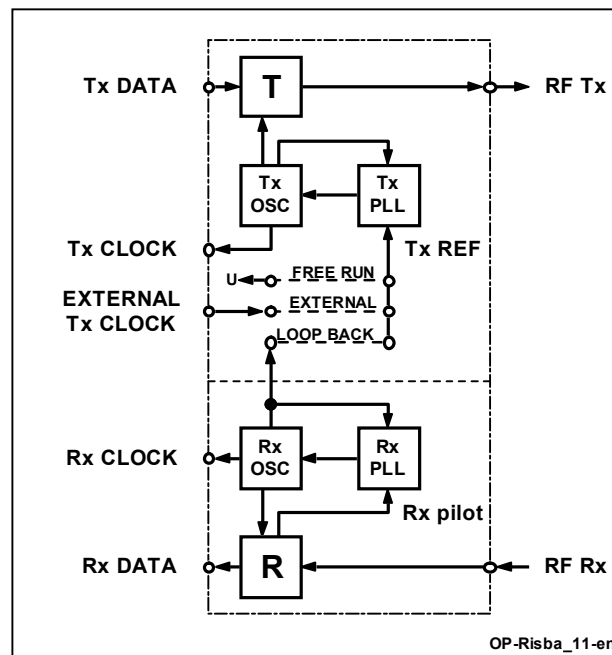 Tx DATA
T
RF Tx
Tx
OSC
Tx
PLL
Tx CLOCK
Tx REF
U
FREE RUN
EXTERNAL
Tx CLOCK
EXTERNAL
LOOP BACK
Rx CLOCK
Rx
OSC
Rx
PLL
Rx pilot
Rx DATA
R
RF Rx
OP-Risba_11-en